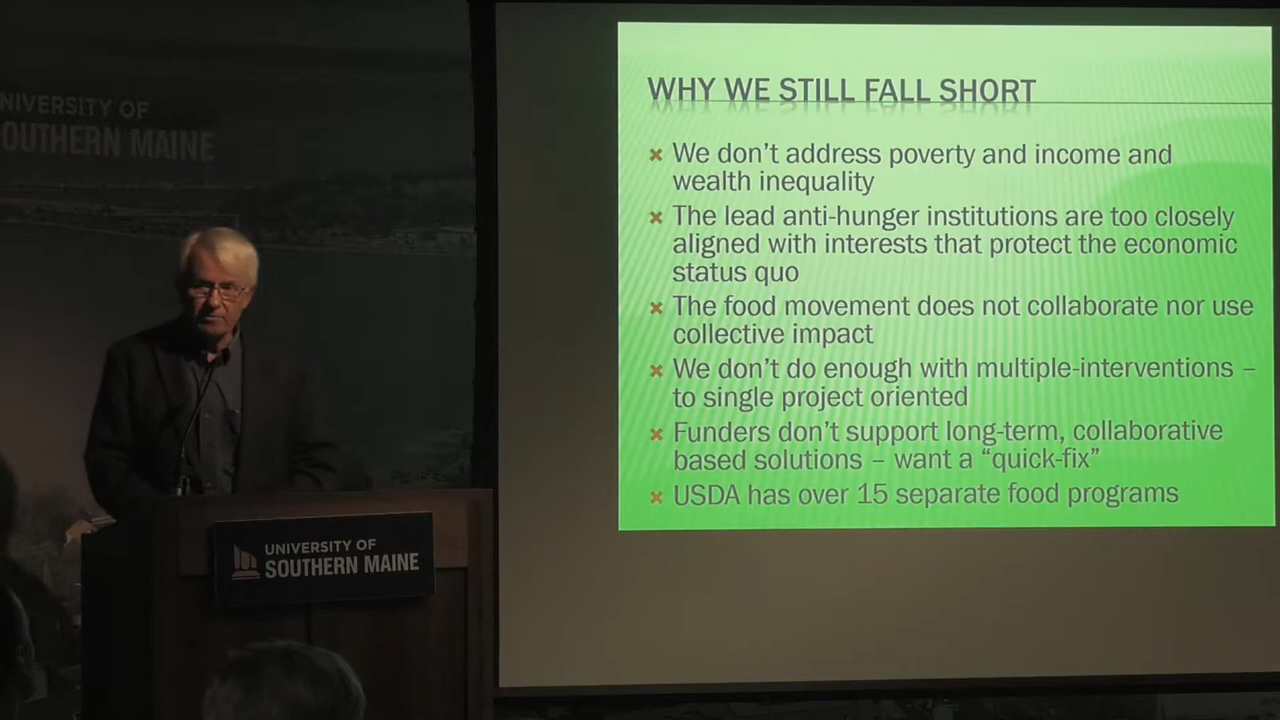 NIVERSITY OF
OUTHERN MAINE
UNIVERSITY OF
SOUTHERN MAINE
WHY WE STILL FALL SHORT
We don't address poverty and income and
wealth inequality
The lead anti-hunger institutions are too closely
aligned with interests that protect the economic
status quo
The food movement does not collaborate nor use
collective impact
We don't do enough with multiple-interventions –
to single project oriented
Funders don't support long-term, collaborative
based solutions – want a “quick-fix”
USDA has over 15 separate food programs